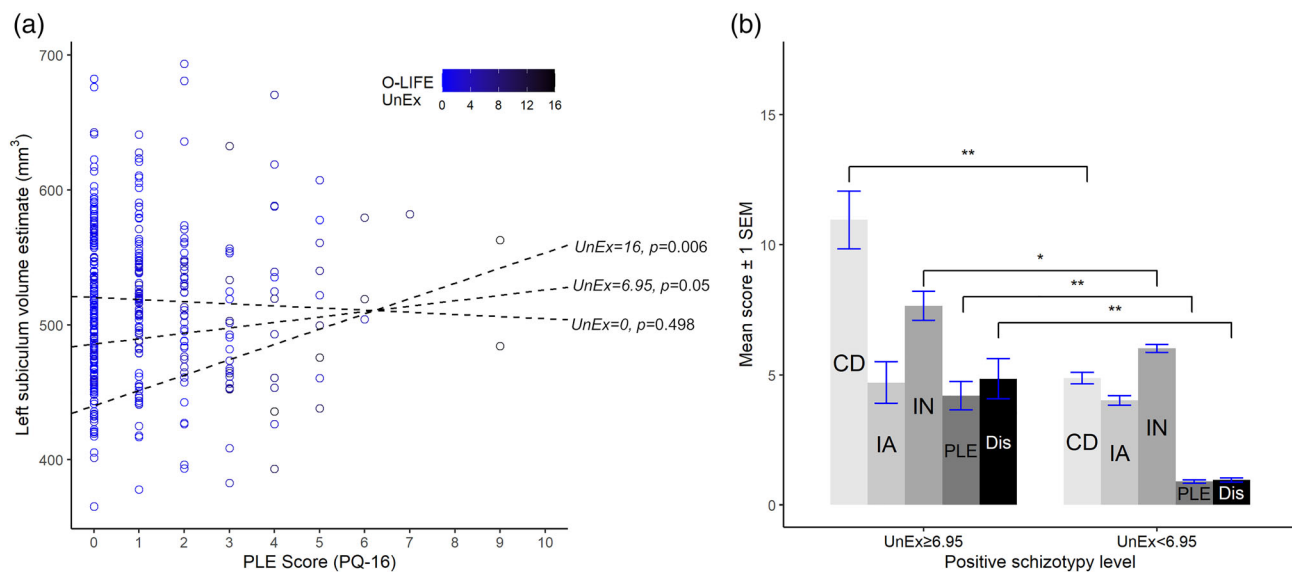 (a)
700
600
500
400
Left subiculum volume estimate (mm³)
O-LIFE
UnEx
0 4 8 12 16
UnEx=16, p=0.006
UnEx=6.95, p=0.05
UnEx=0, p=0.498
0 1 2 3 4 5 6 7 8 9 10
PLE Score (PQ-16)
(b)
15
10
5
0
Mean score ± 1 SEM
**
*
**
**
CD IA IN PLE Dis
CD IA IN PLE Dis
UnEx≥6.95 UnEx<6.95
Positive schizotypy level